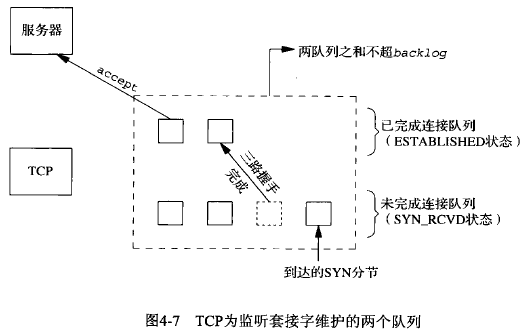 服务器
两队列之和不超backlog
accept
已完成连接队列
（ESTABLISHED状态）
TCP
三路握手
完成
未完成连接队列
（SYN_RCVD状态）
到达的SYN分节
图4-7 TCP为监听套接字维护的两个队列